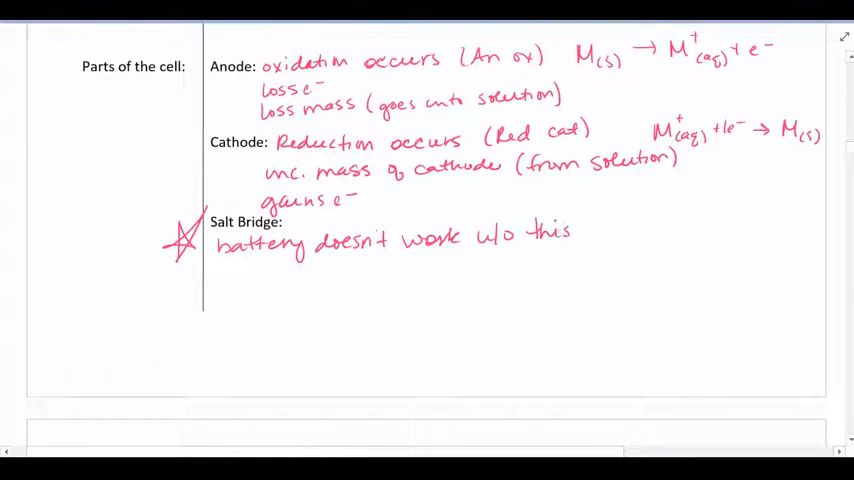 Parts of the cell:
Anode: oxidation occurs (An ox) M(s) → M+(aq) + e-
loss e-
loss mass (goes into solution)
Cathode: Reduction occurs (Red cat) M+(aq) + 1e- → M(s)
inc. mass of cathode (from solution)
gains e-
Salt Bridge:
battery doesn't work w/o this